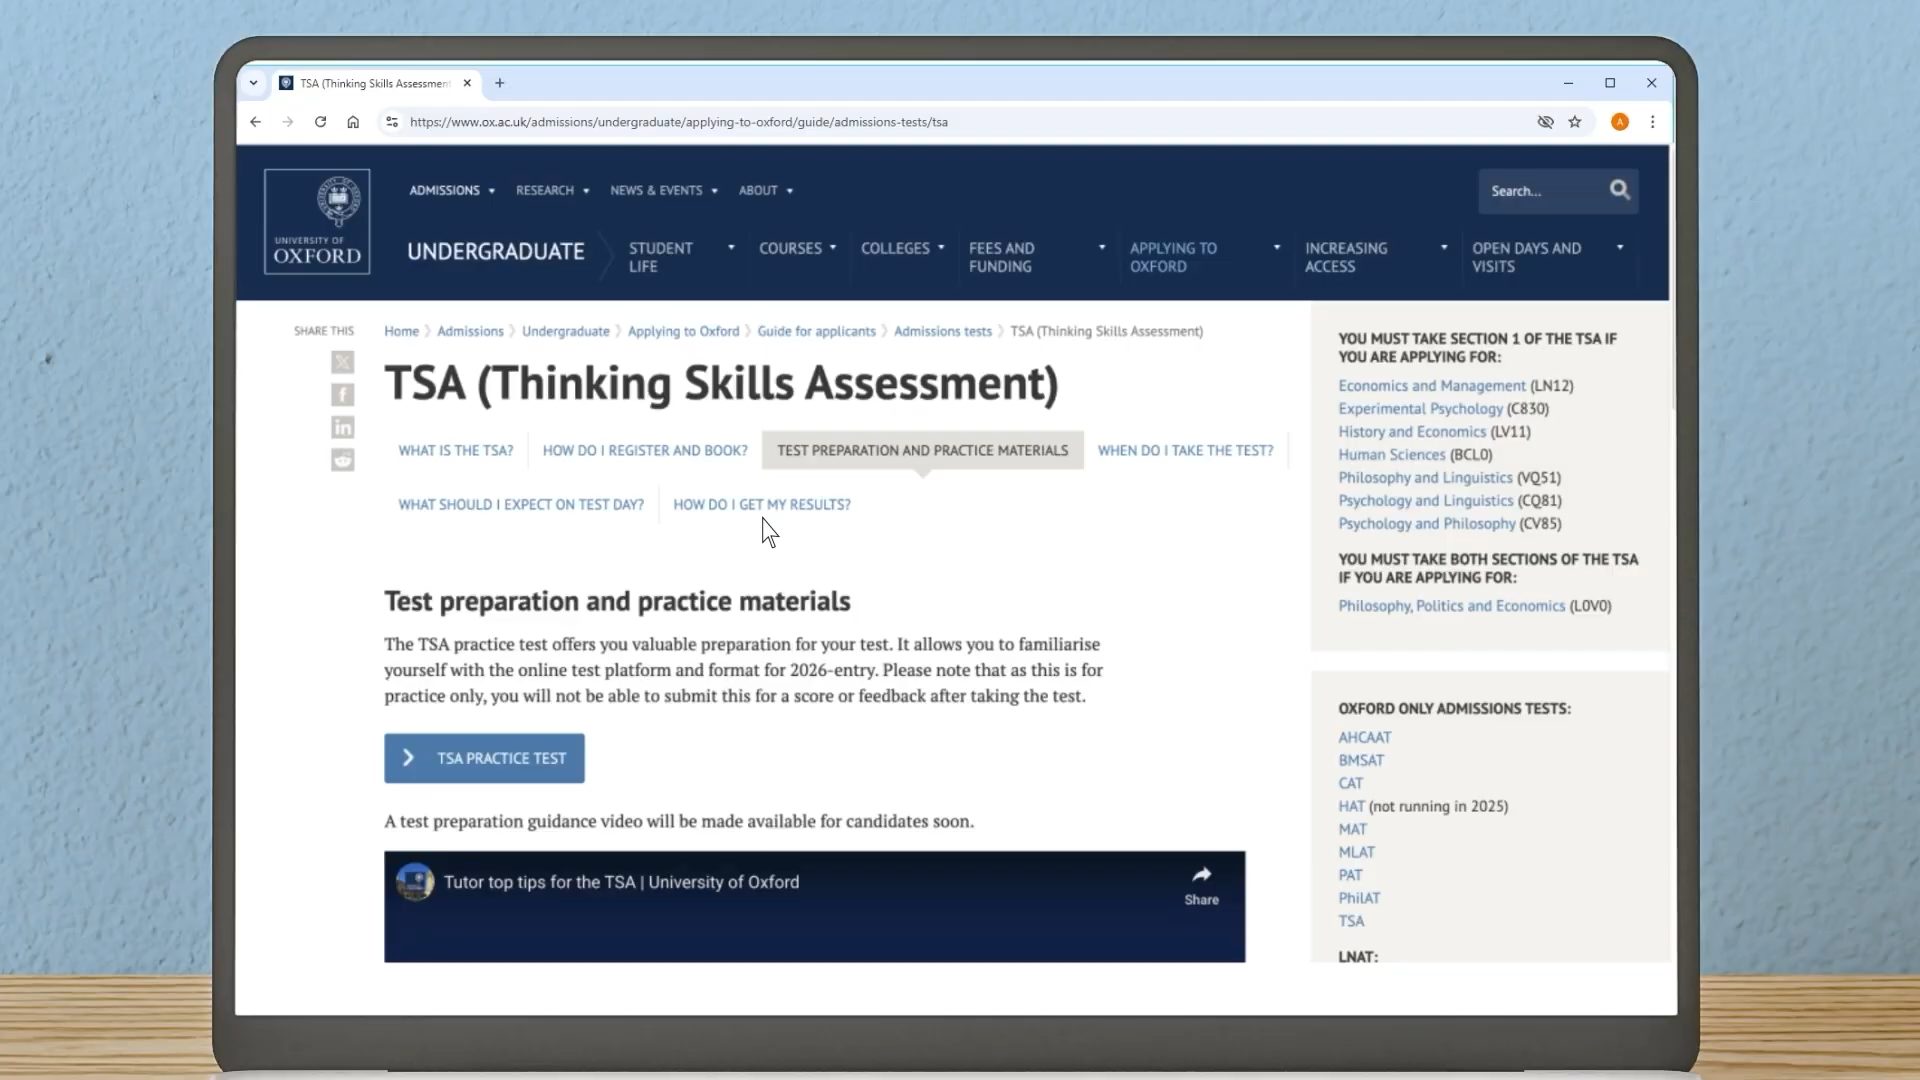 TSA (Thinking Skills Assessment
https://www.ox.ac.uk/admissions/undergraduate/applying-to-oxford/guide/admissions-tests/tsa
A
UNIVERSITY OF
OXFORD
ADMISSIONS
RESEARCH
NEWS & EVENTS
ABOUT
Search...
UNDERGRADUATE
STUDENT
LIFE
COURSES
COLLEGES
FEES AND
FUNDING
APPLYING TO
OXFORD
INCREASING
ACCESS
OPEN DAYS AND
VISITS
SHARE THIS
Home
Admissions
Undergraduate
Applying to Oxford
Guide for applicants
Admissions tests
TSA (Thinking Skills Assessment)
TSA (Thinking Skills Assessment)
WHAT IS THE TSA?
HOW DO I REGISTER AND BOOK?
TEST PREPARATION AND PRACTICE MATERIALS
WHEN DO I TAKE THE TEST?
WHAT SHOULD I EXPECT ON TEST DAY?
HOW DO I GET MY RESULTS?
Test preparation and practice materials
The TSA practice test offers you valuable preparation for your test. It allows you to familiarise
yourself with the online test platform and format for 2026-entry. Please note that as this is for
practice only, you will not be able to submit this for a score or feedback after taking the test.
TSA PRACTICE TEST
A test preparation guidance video will be made available for candidates soon.
Tutor top tips for the TSA | University of Oxford
Share
YOU MUST TAKE SECTION 1 OF THE TSA IF
YOU ARE APPLYING FOR:
Economics and Management (LN12)
Experimental Psychology (C830)
History and Economics (LV11)
Human Sciences (BCL0)
Philosophy and Linguistics (VQ51)
Psychology and Linguistics (CQ81)
Psychology and Philosophy (CV85)
YOU MUST TAKE BOTH SECTIONS OF THE TSA
IF YOU ARE APPLYING FOR:
Philosophy, Politics and Economics (L0V0)
OXFORD ONLY ADMISSIONS TESTS:
AHCAAT
BMSAT
CAT
HAT (not running in 2025)
MAT
MLAT
PAT
PhilAT
TSA
LNAT: